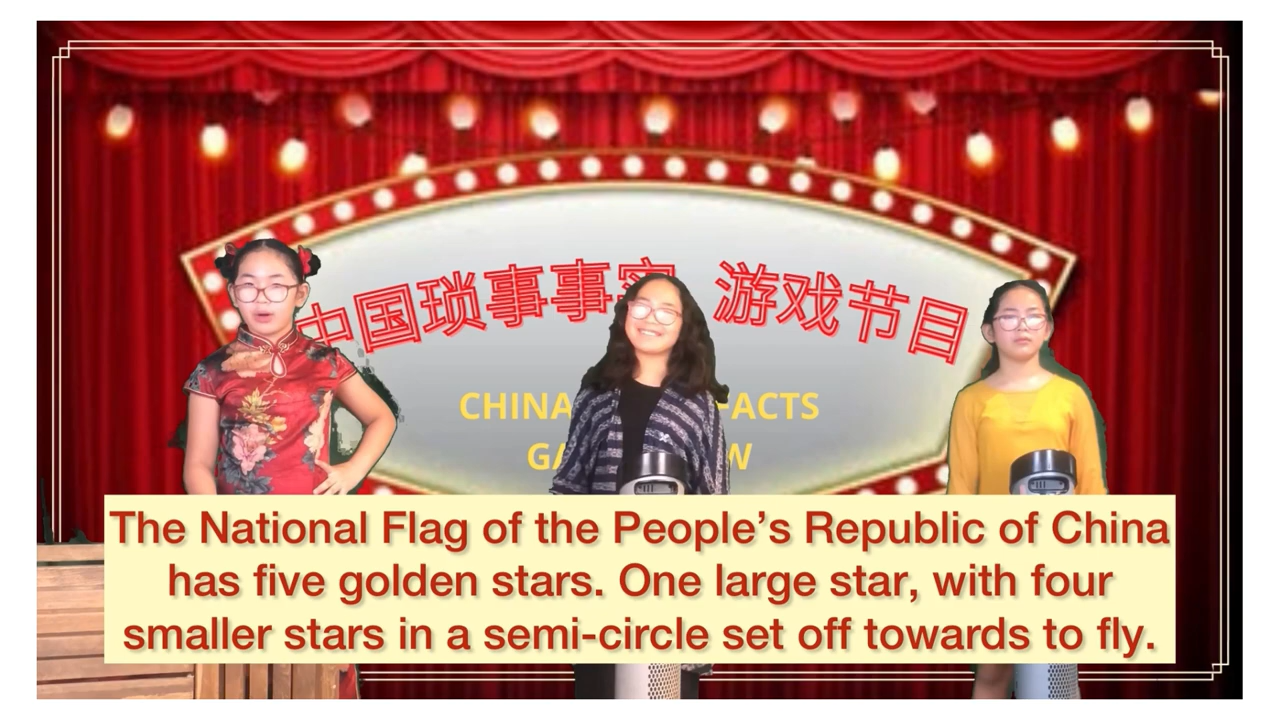 中国琐事事实 游戏节目
CHINA FACTS
The National Flag of the People's Republic of China
has five golden stars. One large star, with four
smaller stars in a semi-circle set off towards to fly.